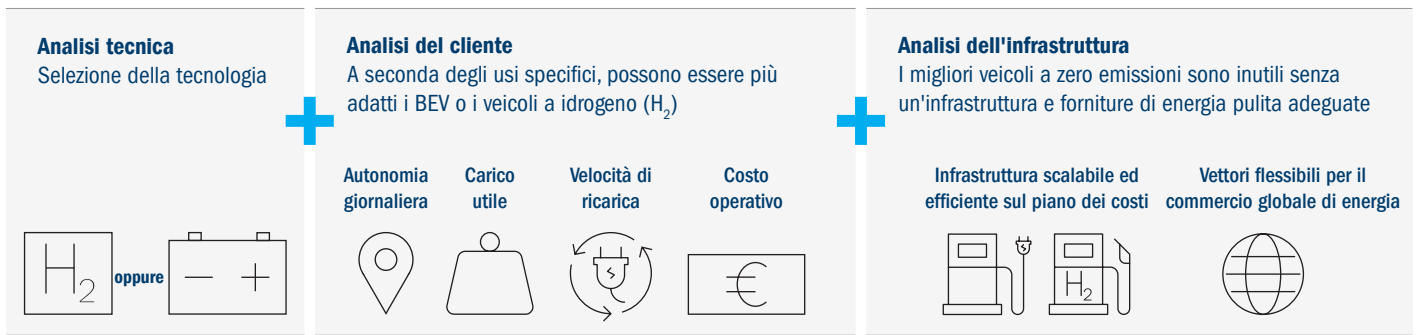 Analisi tecnica
Selezione della tecnologia
H2
oppure
− +
Analisi del cliente
A seconda degli usi specifici, possono essere più
adatti i BEV o i veicoli a idrogeno (H2)
Autonomia
giornaliera
Carico
utile
Velocità di
ricarica
Costo
operativo
€
Analisi dell'infrastruttura
I migliori veicoli a zero emissioni sono inutili senza
un'infrastruttura e forniture di energia pulita adeguate
Infrastruttura scalabile ed
efficiente sul piano dei costi
H2
Vettori flessibili per il
commercio globale di energia